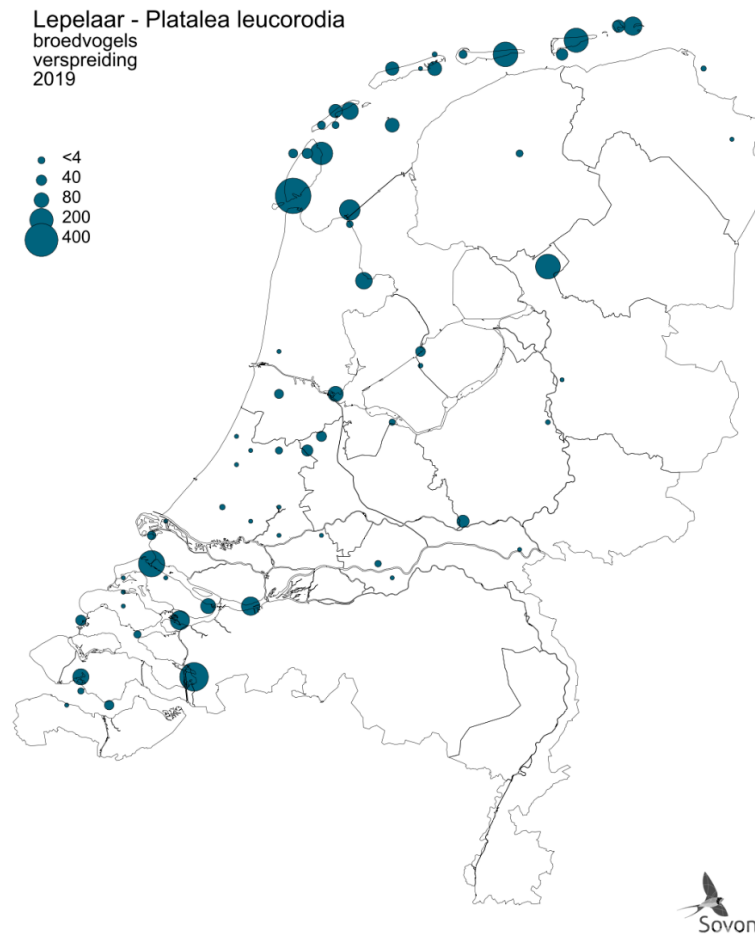 Lepelaar - Platalea leucorodia
broedvogels
verspreiding
2019
<4
40
80
200
400
Sovon